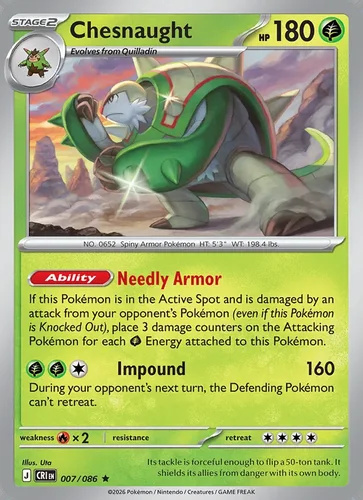 STAGE2
Chesnaught
HP 180
Evolves from Quilladin
NO. 0652 Spiny Armor Pokémon HT: 5'3" WT: 198.4 lbs.
Ability Needly Armor
If this Pokémon is in the Active Spot and is damaged by an
attack from your opponent's Pokémon (even if this Pokémon
is Knocked Out), place 3 damage counters on the Attacking
Pokémon for each Energy attached to this Pokémon.
Impound 160
During your opponent's next turn, the Defending Pokémon
can't retreat.
weakness ×2 resistance retreat
Illus. Uta
J CRI EN 007/086 ★
Its tackle is forceful enough to flip a 50-ton tank. It
shields its allies from danger with its own body.
©2026 Pokémon / Nintendo / Creatures / GAME FREAK